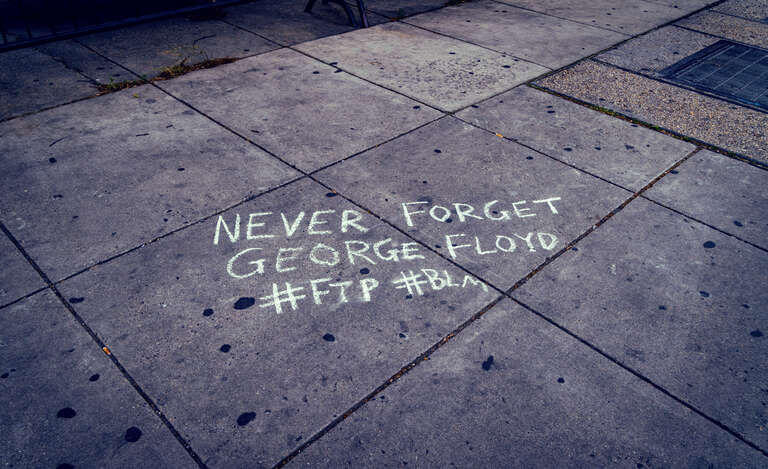 NEVER FORGET
GEORGE FLOYD
#FTP #BLM